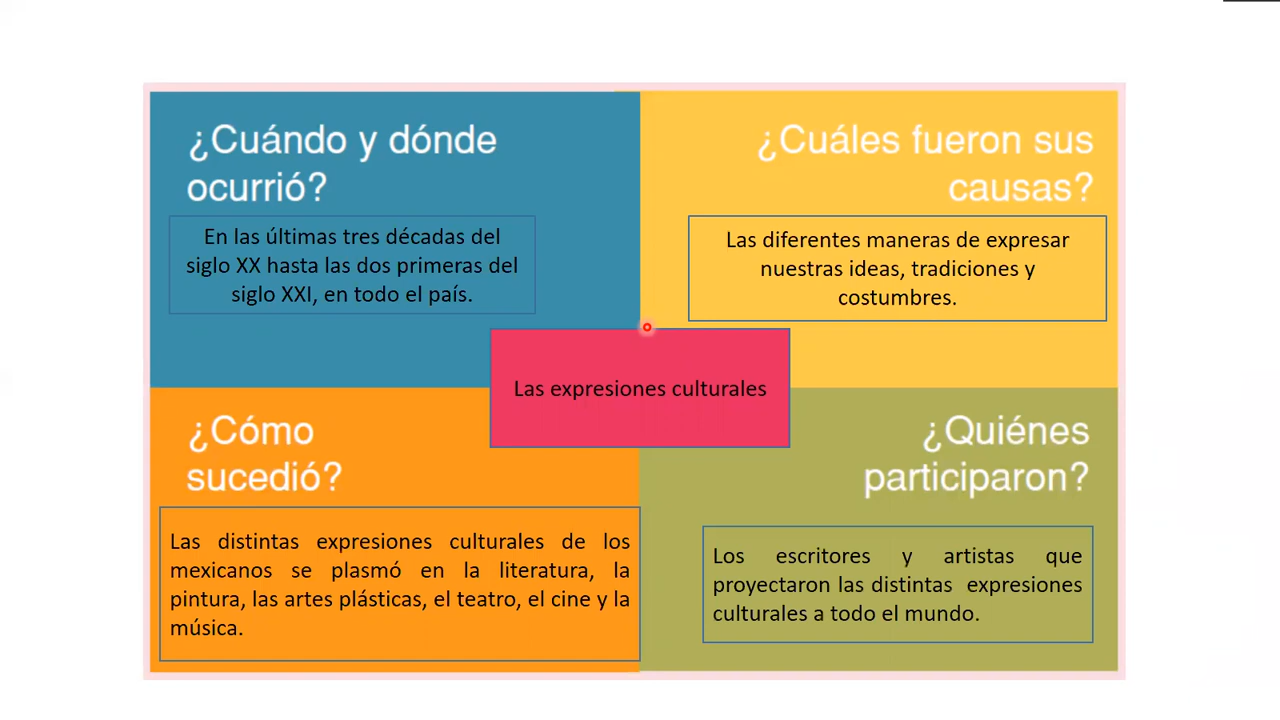 ¿Cuándo y dónde
ocurrió?
En las últimas tres décadas del
siglo XX hasta las dos primeras del
siglo XXI, en todo el país.
¿Cuáles fueron sus
causas?
Las diferentes maneras de expresar
nuestras ideas, tradiciones y
costumbres.
Las expresiones culturales
¿Cómo
sucedió?
Las distintas expresiones culturales de los
mexicanos se plasmó en la literatura, la
pintura, las artes plásticas, el teatro, el cine y la
música.
¿Quiénes
participaron?
Los escritores y artistas que
proyectaron las distintas expresiones
culturales a todo el mundo.